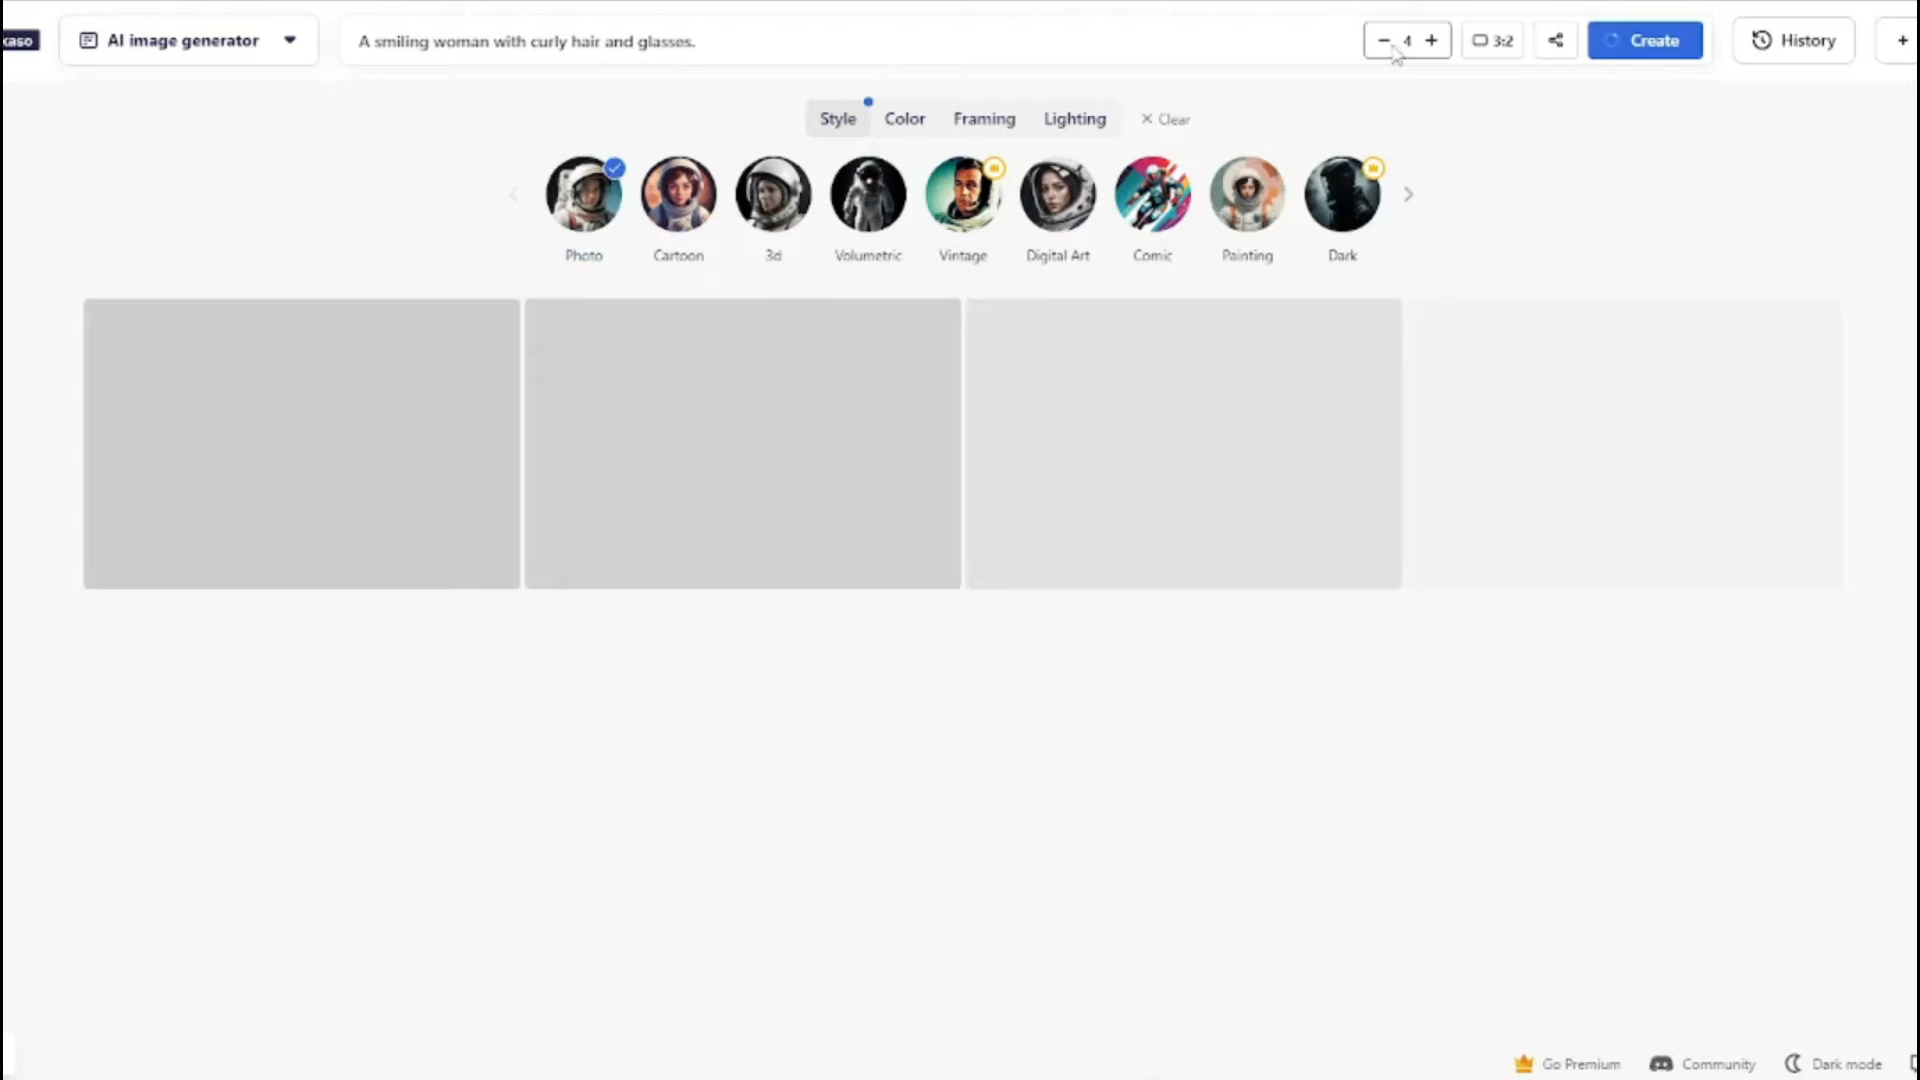 kaso AI image generator A smiling woman with curly hair and glasses. 4 3:2 Create History
Style Color Framing Lighting Clear
Photo Cartoon 3d Volumetric Vintage Digital Art Comic Painting Dark
Go Premium Community Dark mode